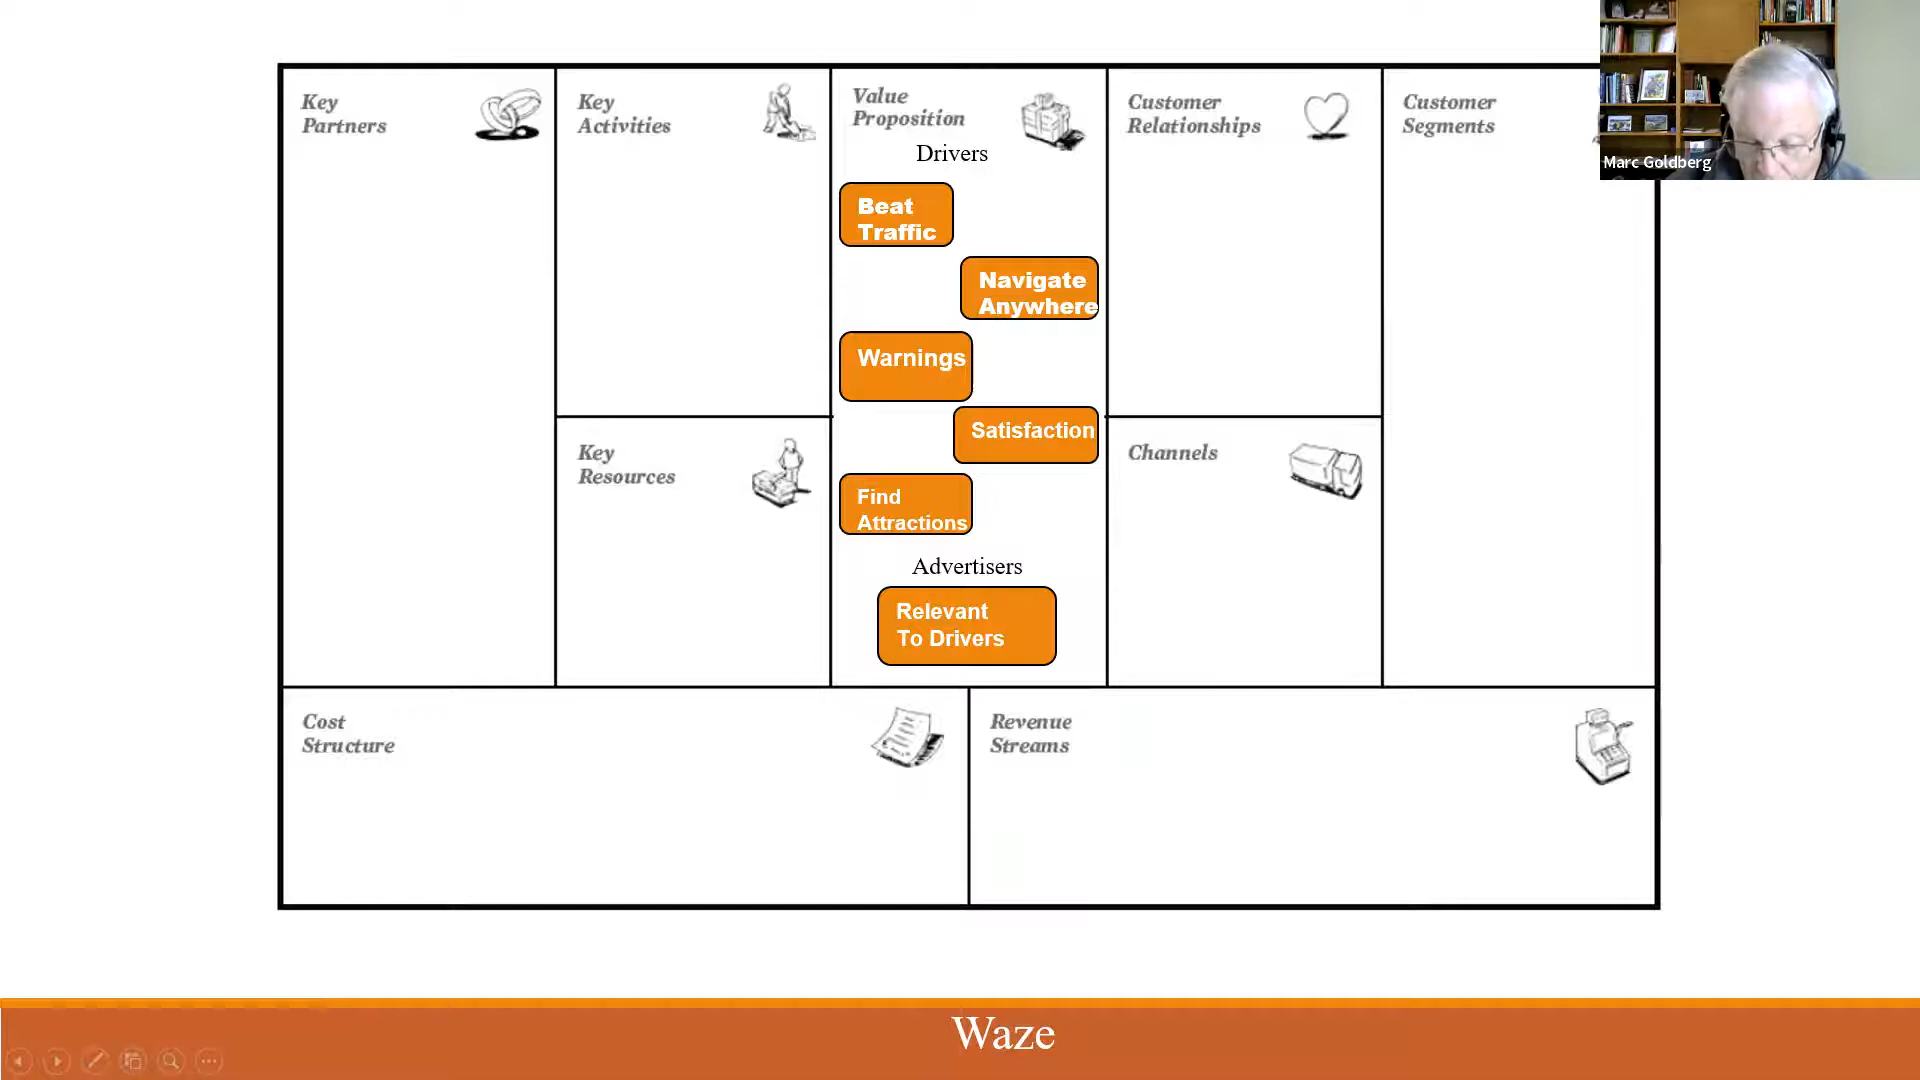 Key
Partners
Key
Activities
Value
Proposition
Drivers
Beat
Traffic
Navigate
Anywhere
Warnings
Satisfaction
Find
Attractions
Advertisers
Relevant
To Drivers
Key
Resources
Customer
Relationships
Channels
Customer
Segments
Marc Goldberg
Cost
Structure
Revenue
Streams
Waze